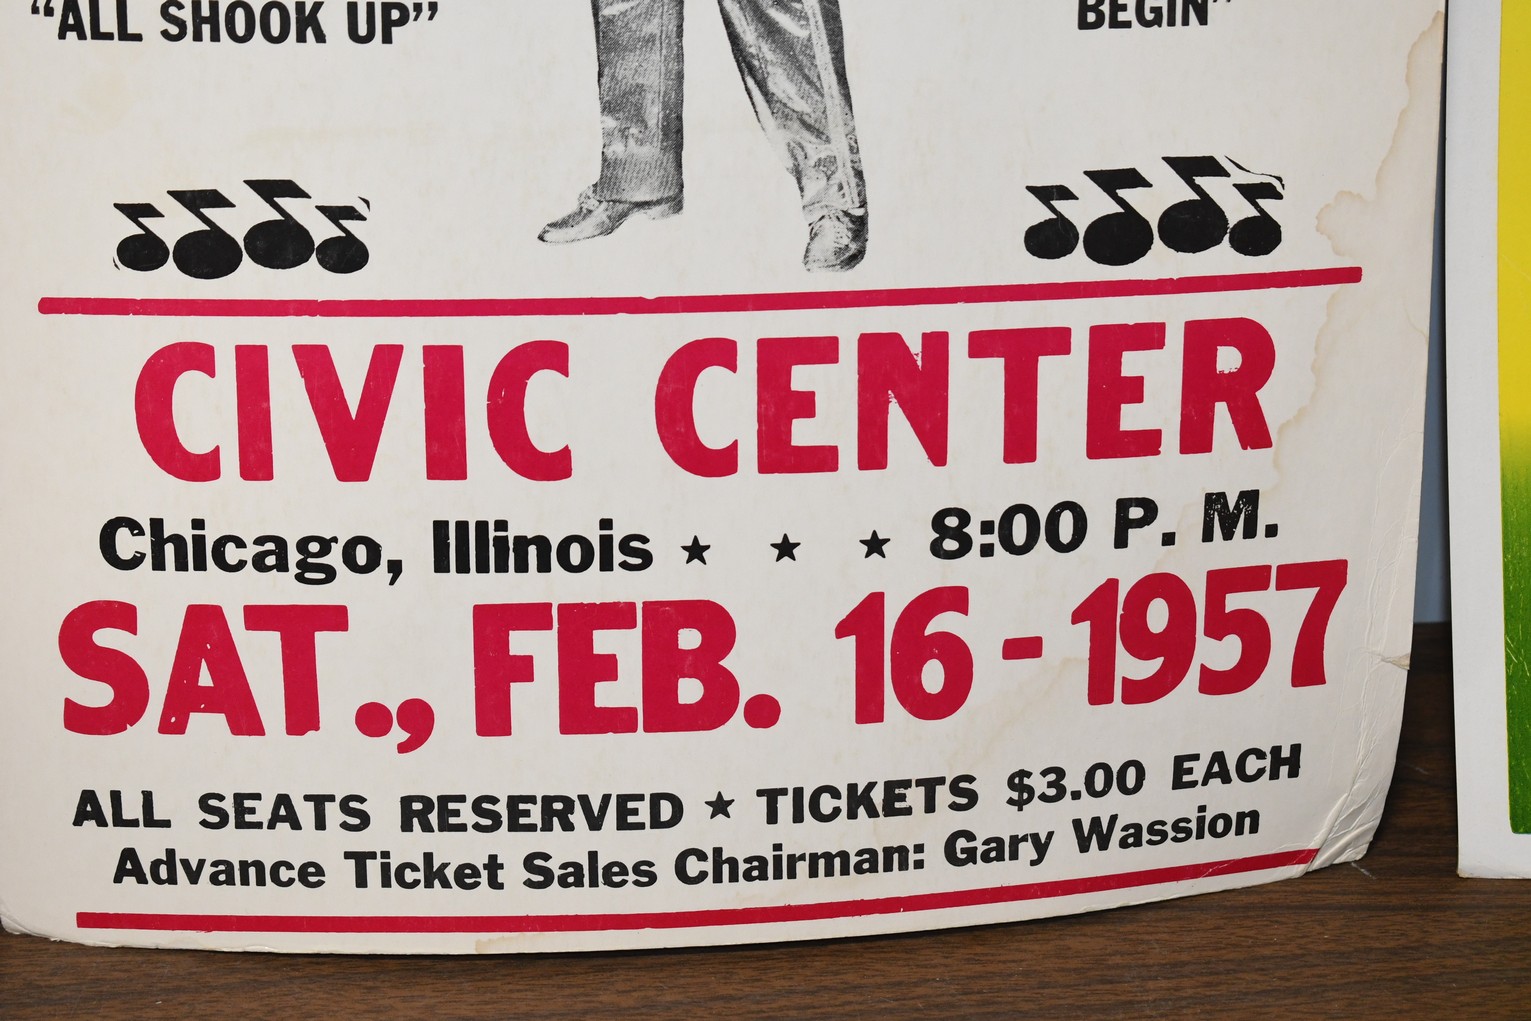 "ALL SHOOK UP"
BEGIN"
CIVIC CENTER
Chicago, Illinois ★ ★ ★ 8:00 P. M.
SAT., FEB. 16 - 1957
ALL SEATS RESERVED ★ TICKETS $3.00 EACH
Advance Ticket Sales Chairman: Gary Wassion